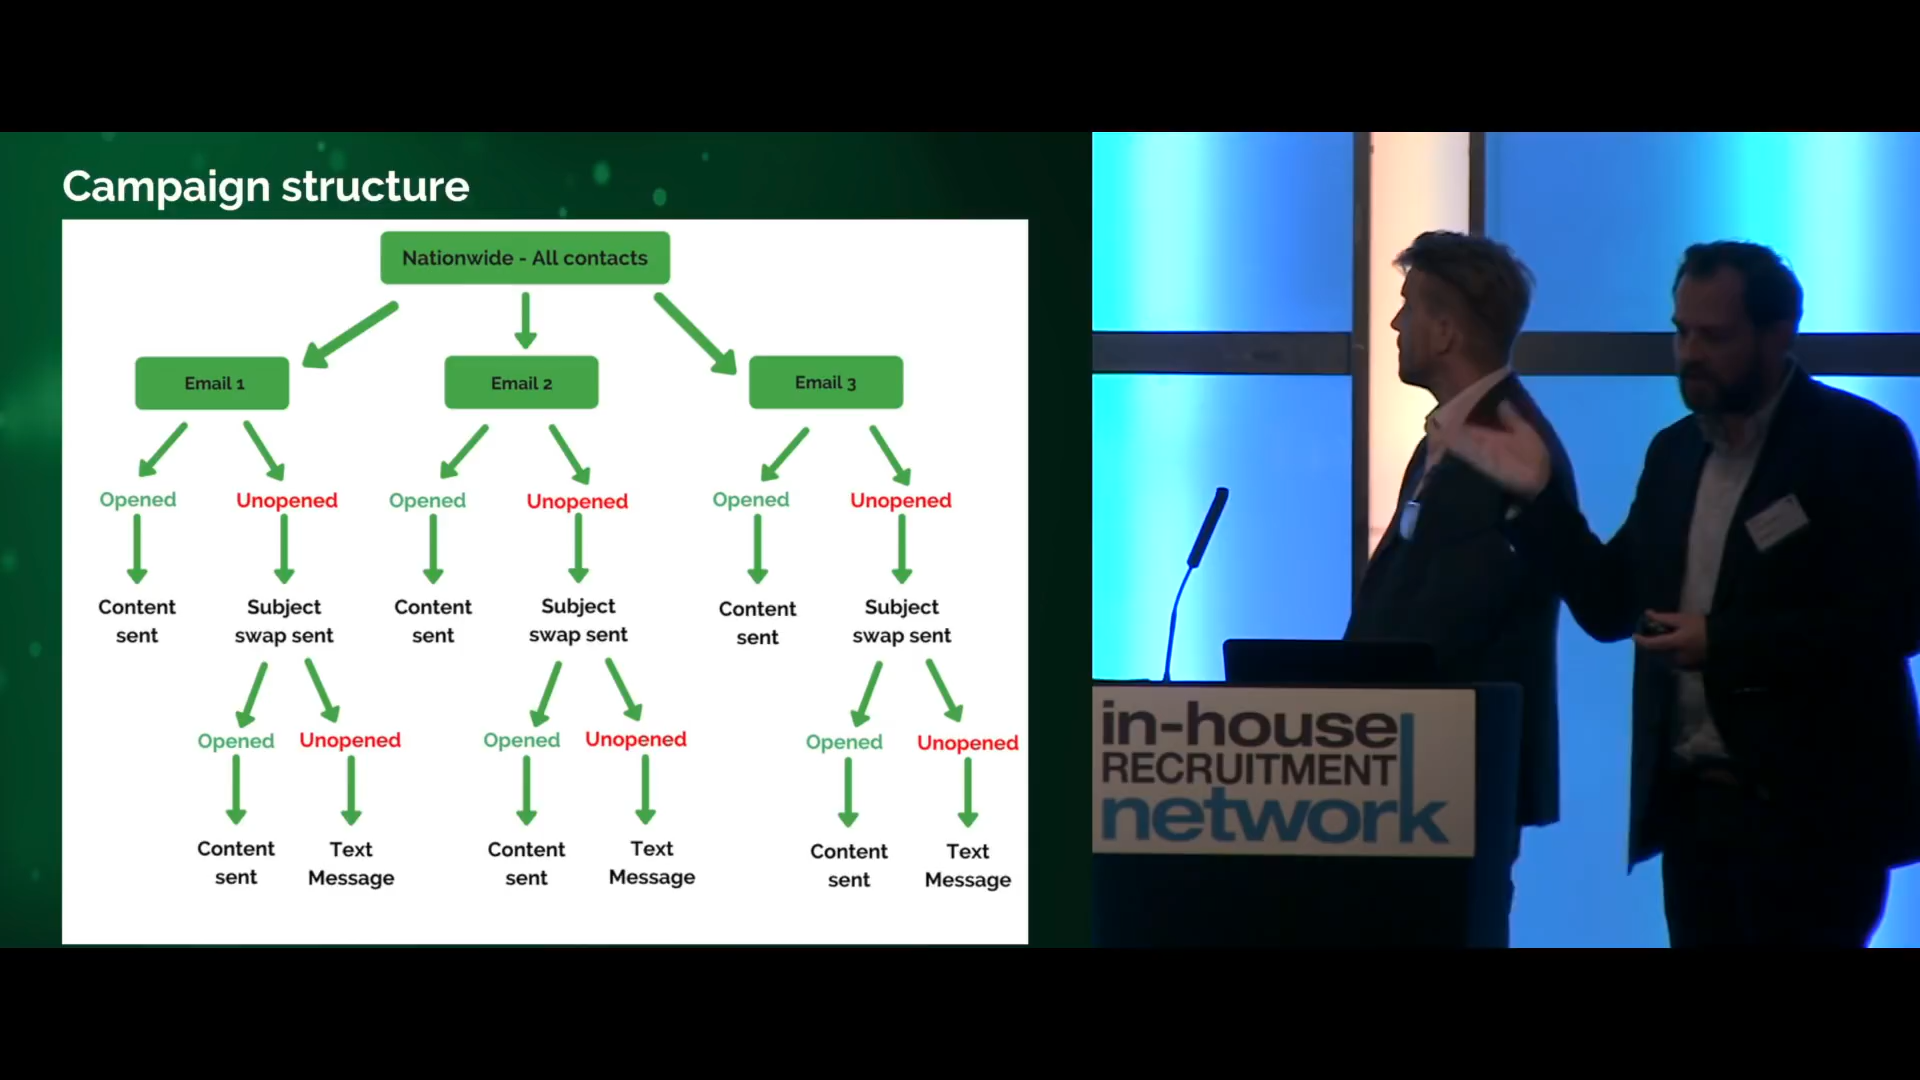 Campaign structure
Nationwide - All contacts
Email 1
Email 2
Email 3
Opened
Unopened
Opened
Unopened
Opened
Unopened
Content
sent
Subject
swap sent
Content
sent
Subject
swap sent
Content
sent
Subject
swap sent
Opened
Unopened
Opened
Unopened
Opened
Unopened
Content
sent
Text
Message
Content
sent
Text
Message
Content
sent
Text
Message
in-house
RECRUITMENT
network